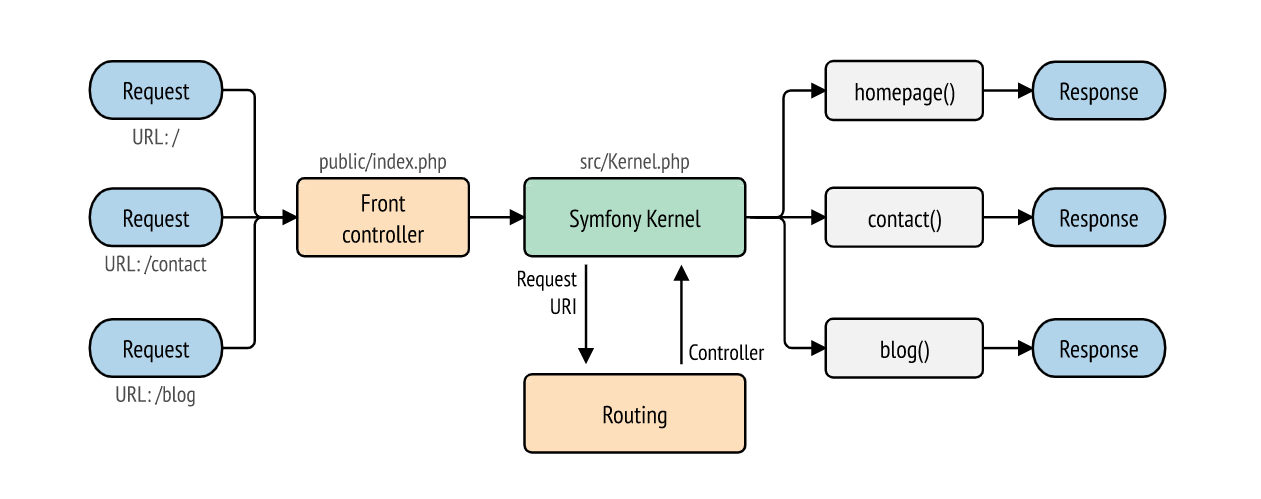 Request
URL: /
Request
URL: /contact
Request
URL: /blog
public/index.php
Front
controller
src/Kernel.php
Symfony Kernel
Request
URI
Controller
Routing
homepage()
Response
contact()
Response
blog()
Response